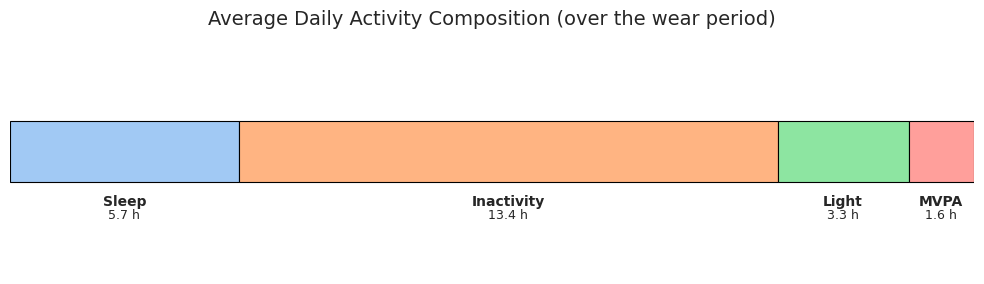 Average Daily Activity Composition (over the wear period)
Sleep
5.7 h
Inactivity
13.4 h
Light
3.3 h
MVPA
1.6 h